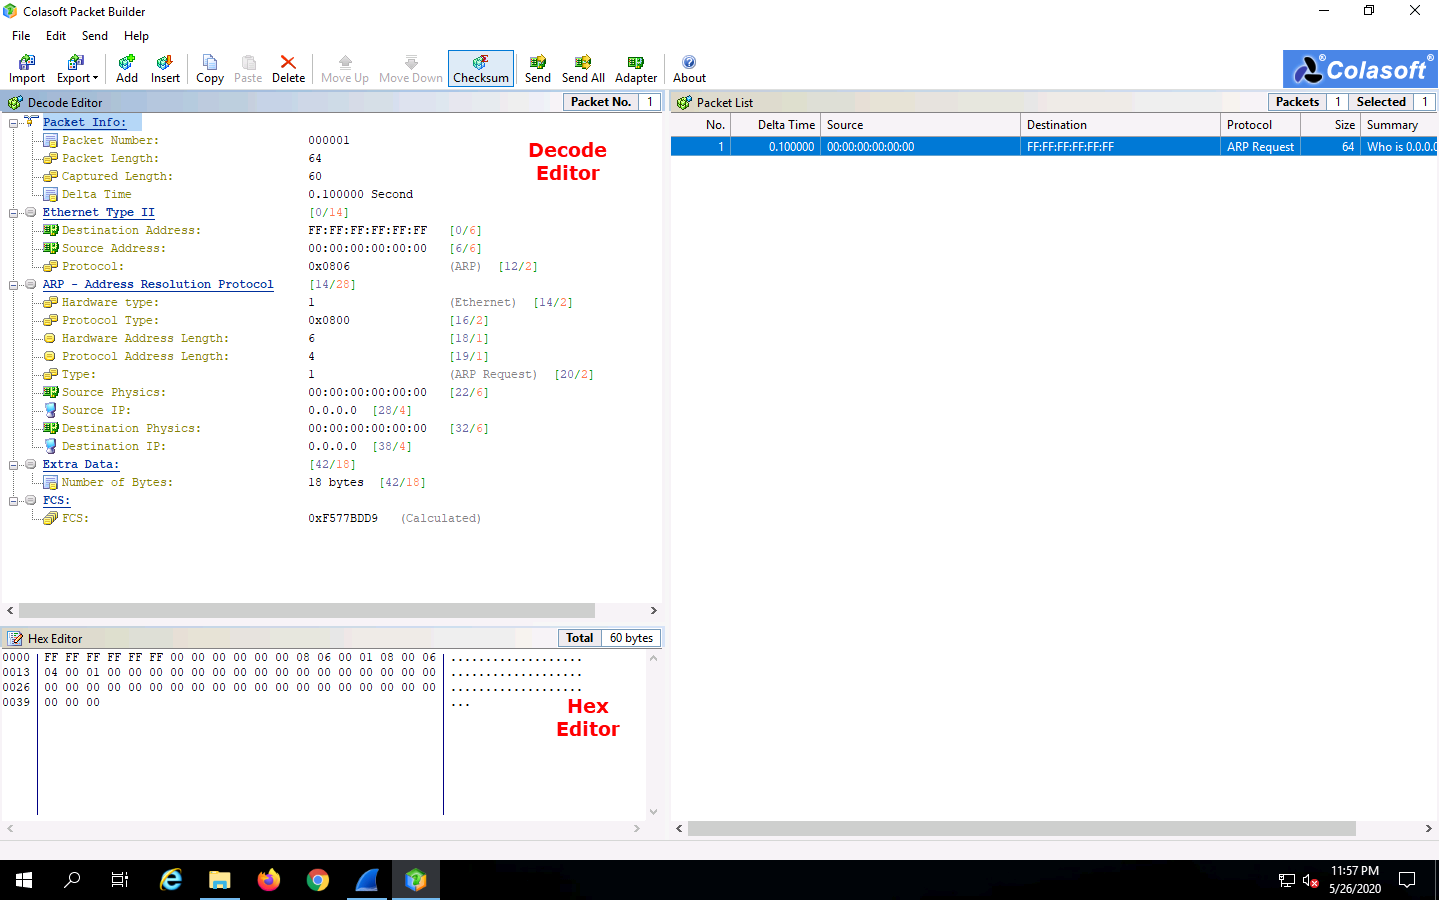 Colasoft Packet Builder
File Edit Send Help
Import Export Add Insert Copy Paste Delete Move Up Move Down Checksum Send Send All Adapter About
®Colasoft®
Decode Editor Packet No. 1
Packet Info:
Packet Number: 000001
Packet Length: 64
Captured Length: 60
Delta Time 0.100000 Second
Ethernet Type II [0/14]
Destination Address: FF:FF:FF:FF:FF:FF [0/6]
Source Address: 00:00:00:00:00:00 [6/6]
Protocol: 0x0806 (ARP) [12/2]
ARP - Address Resolution Protocol [14/28]
Hardware type: 1 (Ethernet) [14/2]
Protocol Type: 0x0800 [16/2]
Hardware Address Length: 6 [18/1]
Protocol Address Length: 4 [19/1]
Type: 1 (ARP Request) [20/2]
Source Physics: 00:00:00:00:00:00 [22/6]
Source IP: 0.0.0.0 [28/4]
Destination Physics: 00:00:00:00:00:00 [32/6]
Destination IP: 0.0.0.0 [38/4]
Extra Data: [42/18]
Number of Bytes: 18 bytes [42/18]
FCS:
FCS: 0xF577BDD9 (Calculated)
Decode
Editor
Hex Editor Total 60 bytes
0000 FF FF FF FF FF FF 00 00 00 00 00 00 08 06 00 01 08 00 06 ...................
0013 04 00 01 00 00 00 00 00 00 00 00 00 00 00 00 00 00 00 00 ...................
0026 00 00 00 00 00 00 00 00 00 00 00 00 00 00 00 00 00 00 00 ...................
0039 00 00 00 ...
Hex
Editor
Packet List Packets 1 Selected 1
No. Delta Time Source Destination Protocol Size Summary
1 0.100000 00:00:00:00:00:00 FF:FF:FF:FF:FF:FF ARP Request 64 Who is 0.0.0.0
11:57 PM
5/26/2020